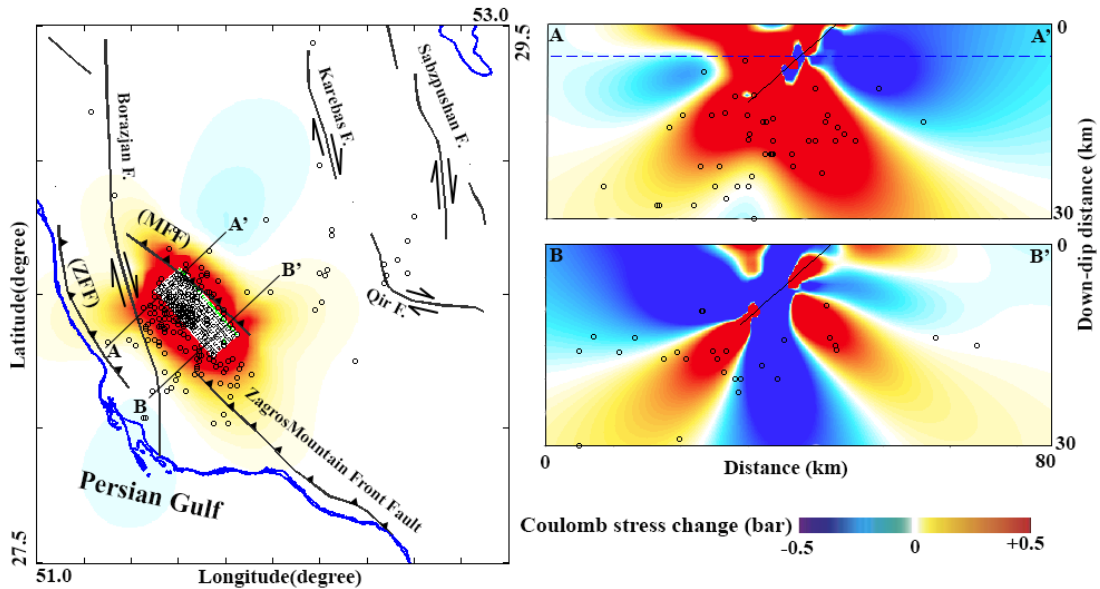 53.0
29.5
Borazjan F.
Karebas F.
Sabzpushan F.
(MFF)
A'
(ZFF)
B'
Qir F.
A
B
Zagros Mountain Front Fault
Persian Gulf
Latitude(degree)
27.5
51.0
Longitude(degree)
A
A'
0
30
B
B'
0
30
Down-dip distance (km)
0
Distance (km)
80
Coulomb stress change (bar)
-0.5
0
+0.5